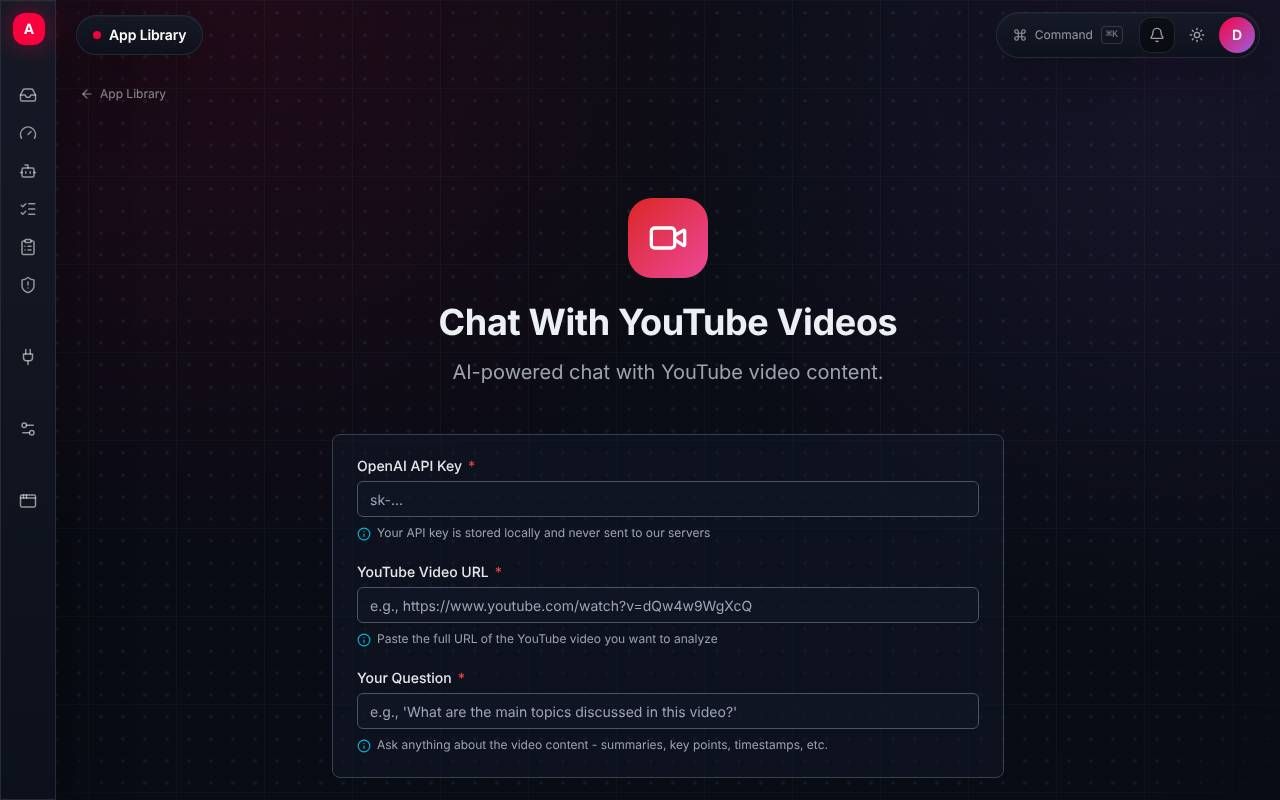 A
App Library
Command ⌘K
D
App Library
Chat With YouTube Videos
AI-powered chat with YouTube video content.
OpenAI API Key *
sk-...
Your API key is stored locally and never sent to our servers
YouTube Video URL *
e.g., https://www.youtube.com/watch?v=dQw4w9WgXcQ
Paste the full URL of the YouTube video you want to analyze
Your Question *
e.g., 'What are the main topics discussed in this video?'
Ask anything about the video content - summaries, key points, timestamps, etc.